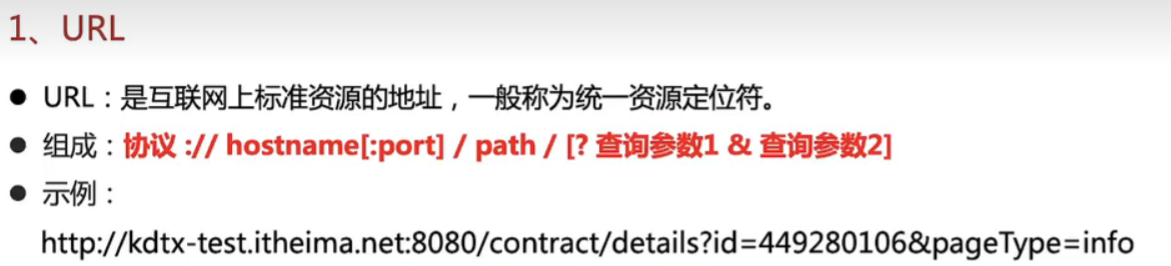 1、URL
● URL：是互联网上标准资源的地址，一般称为统一资源定位符。
● 组成：协议 :// hostname[:port] / path / [? 查询参数1 & 查询参数2]
● 示例：
http://kdtx-test.itheima.net:8080/contract/details?id=449280106&pageType=info